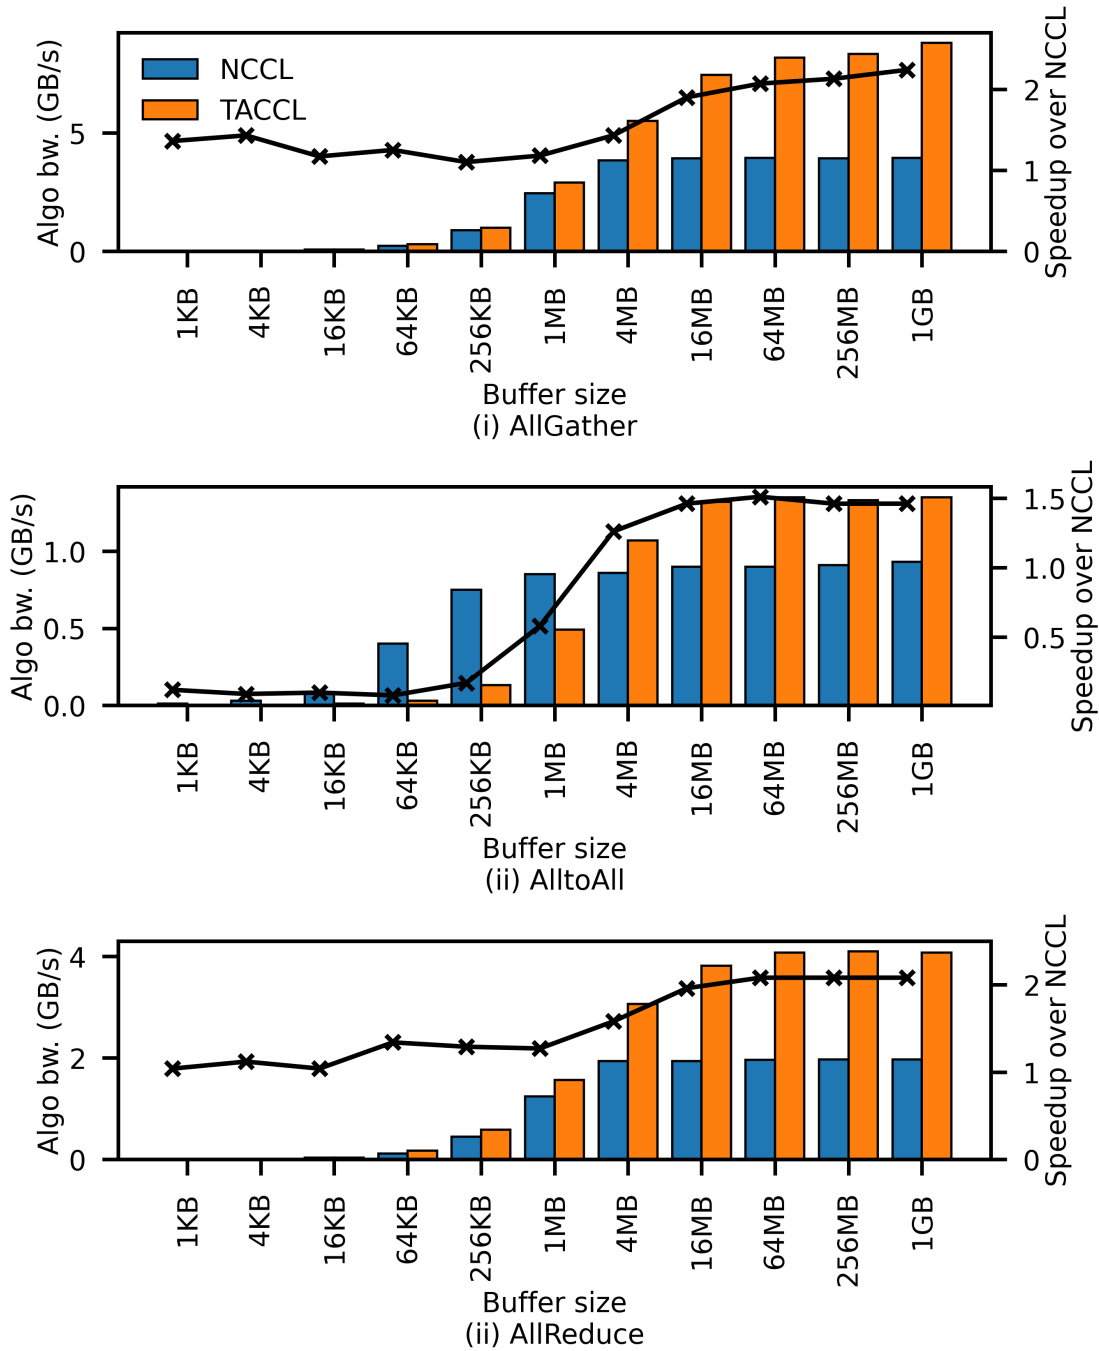 Algo bw. (GB/s)
5
0
NCCL
TACCL
2
1
0
Speedup over NCCL
1KB
4KB
16KB
64KB
256KB
1MB
4MB
16MB
64MB
256MB
1GB
Buffer size
(i) AllGather
Algo bw. (GB/s)
1.0
0.5
0.0
1.5
1.0
0.5
Speedup over NCCL
1KB
4KB
16KB
64KB
256KB
1MB
4MB
16MB
64MB
256MB
1GB
Buffer size
(ii) AlltoAll
Algo bw. (GB/s)
4
2
0
2
1
0
Speedup over NCCL
1KB
4KB
16KB
64KB
256KB
1MB
4MB
16MB
64MB
256MB
1GB
Buffer size
(ii) AllReduce